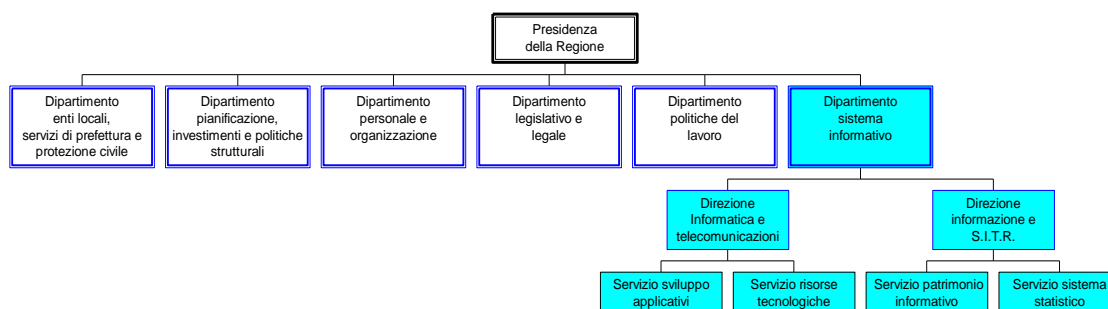 Presidenza
della Regione
Dipartimento
enti locali,
servizi di prefettura e
protezione civile
Dipartimento
pianificazione,
investimenti e politiche
strutturali
Dipartimento
personale e
organizzazione
Dipartimento
legislativo e
legale
Dipartimento
politiche del
lavoro
Dipartimento
sistema
informativo
Direzione
Informatica e
telecomunicazioni
Direzione
informazione e
S.I.T.R.
Servizio sviluppo
applicativi
Servizio risorse
tecnologiche
Servizio patrimonio
informativo
Servizio sistema
statistico